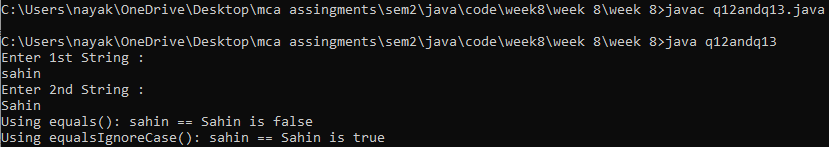 C:\Users\nayak\OneDrive\Desktop\mca assingments\sem2\java\code\week8\week 8\week 8>javac q12andq13.java
C:\Users\nayak\OneDrive\Desktop\mca assingments\sem2\java\code\week8\week 8\week 8>java q12andq13
Enter 1st String :
sahin
Enter 2nd String :
Sahin
Using equals(): sahin == Sahin is false
Using equalsIgnoreCase(): sahin == Sahin is true